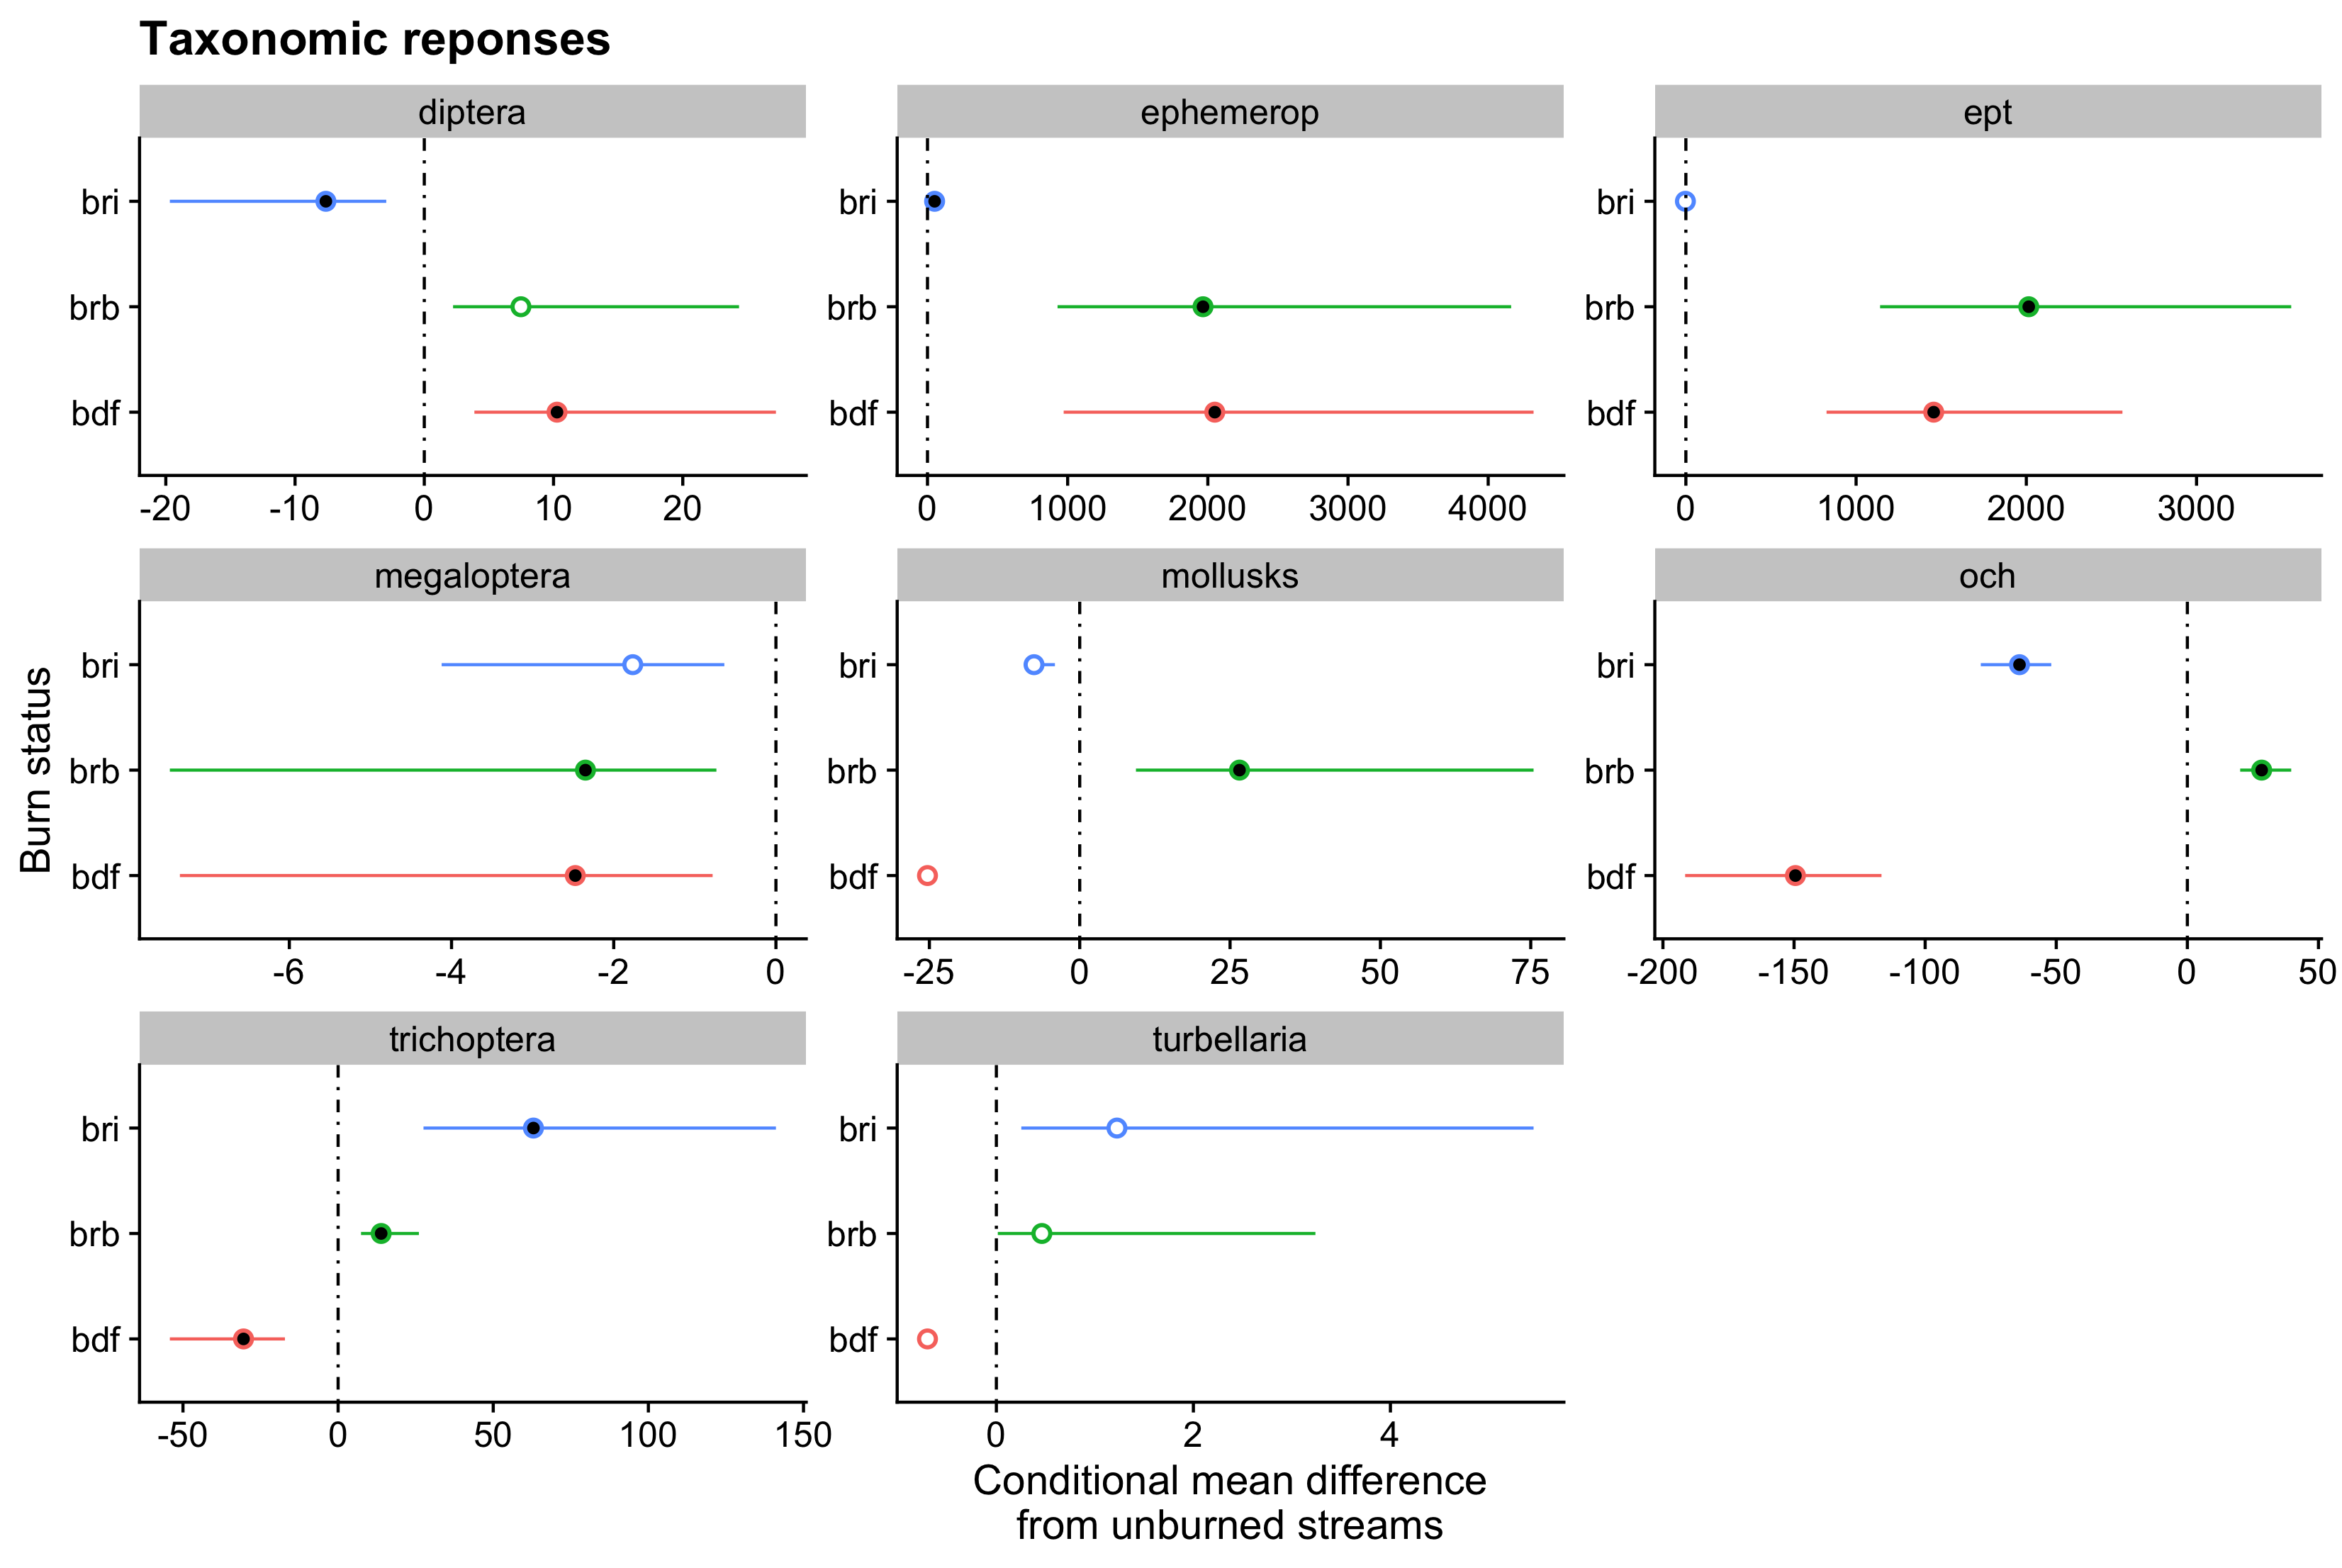 Taxonomic reponses
diptera
ephemerop
ept
bri
brb
bdf
-20 -10 0 10 20
bri
brb
bdf
0 1000 2000 3000 4000
bri
brb
bdf
0 1000 2000 3000
megaloptera
mollusks
och
Burn status
bri
brb
bdf
-6 -4 -2 0
bri
brb
bdf
-25 0 25 50 75
bri
brb
bdf
-200 -150 -100 -50 0 50
trichoptera
turbellaria
bri
brb
bdf
-50 0 50 100 150
bri
brb
bdf
0 2 4
Conditional mean difference
from unburned streams